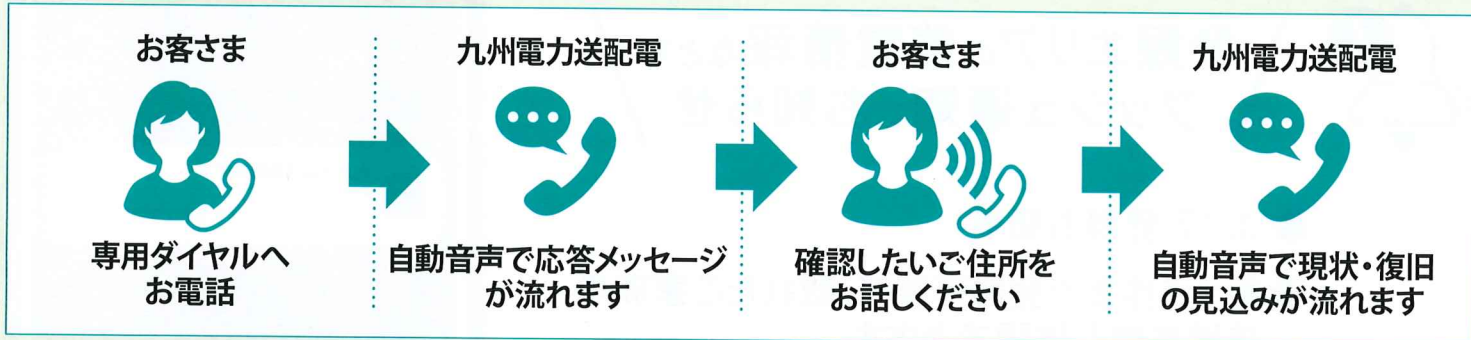 お客さま
専用ダイヤルへ
お電話
九州電力送配電
自動音声で応答メッセージ
が流れます
お客さま
確認したいご住所を
お話しください
九州電力送配電
自動音声で現状・復旧
の見込みが流れます